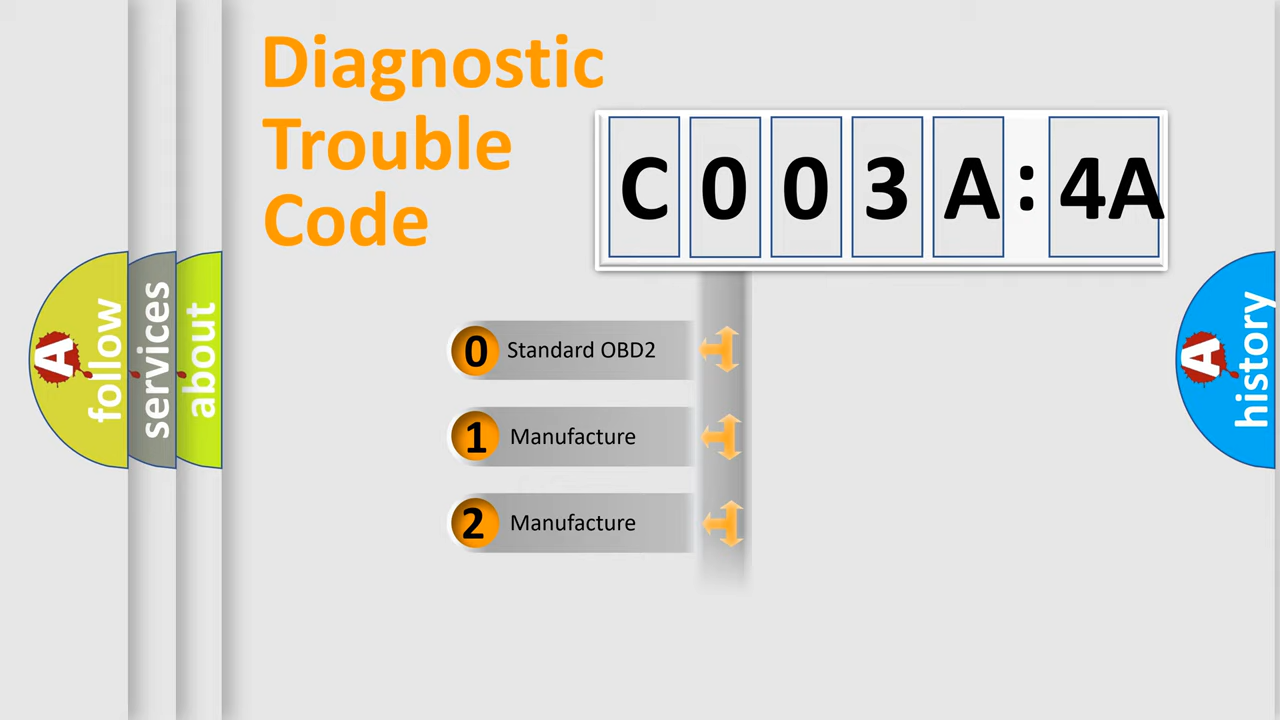 Diagnostic
Trouble
Code
C003A:4A
0 Standard OBD2
1 Manufacture
2 Manufacture
A follow
services
about
A history